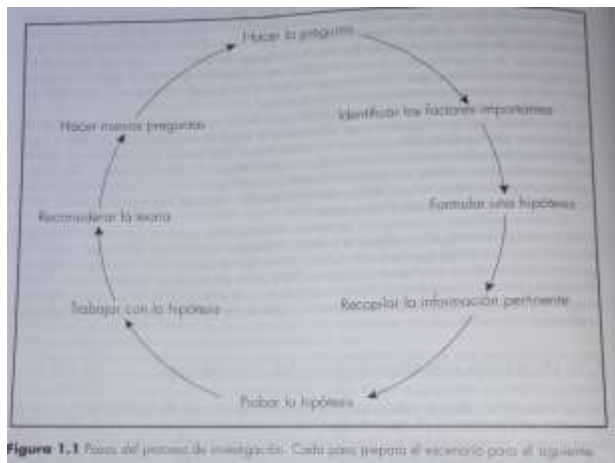 Hacer la pregunta
Identificar los factores importantes
Formular una hipótesis
Recopilar la información pertinente
Probar la hipótesis
Trabajar con la hipótesis
Reconsiderar la teoría
Hacer nuevas preguntas
Figura 1.1 Pasos del proceso de investigación. Cada paso prepara el escenario para el siguiente.